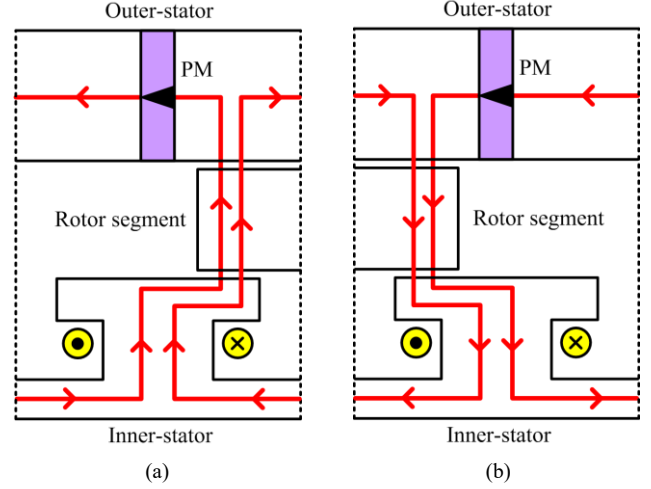 Outer-stator
PM
Rotor segment
Inner-stator
(a)
Outer-stator
PM
Rotor segment
Inner-stator
(b)